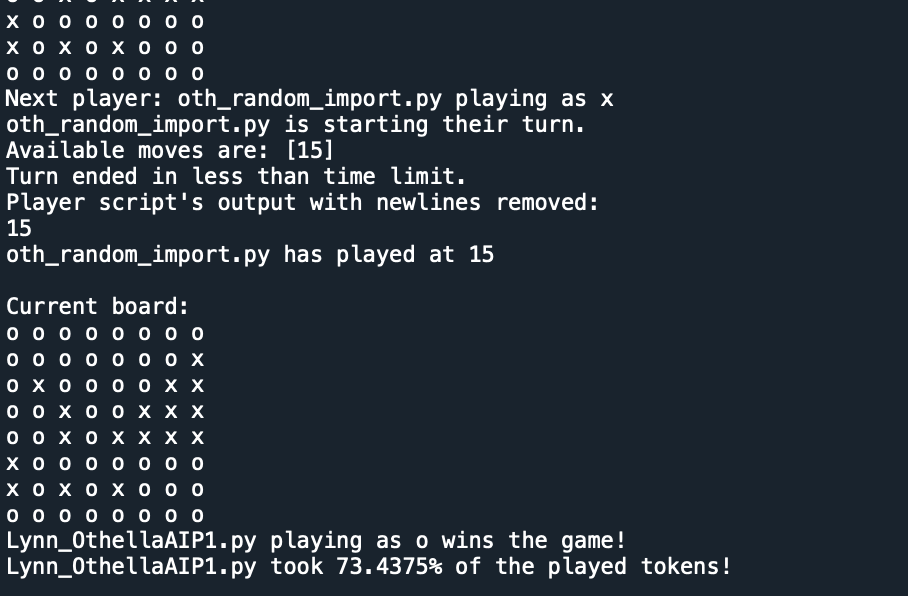 x o o o o o o o
x o x o x o o o
o o o o o o o o
Next player: oth_random_import.py playing as x
oth_random_import.py is starting their turn.
Available moves are: [15]
Turn ended in less than time limit.
Player script's output with newlines removed:
15
oth_random_import.py has played at 15
Current board:
o o o o o o o o
o o o o o o o x
o x o o o o x x
o o x o o x x x
o o x o x x x x
x o o o o o o o
x o x o x o o o
o o o o o o o o
Lynn_OthellaAIP1.py playing as o wins the game!
Lynn_OthellaAIP1.py took 73.4375% of the played tokens!